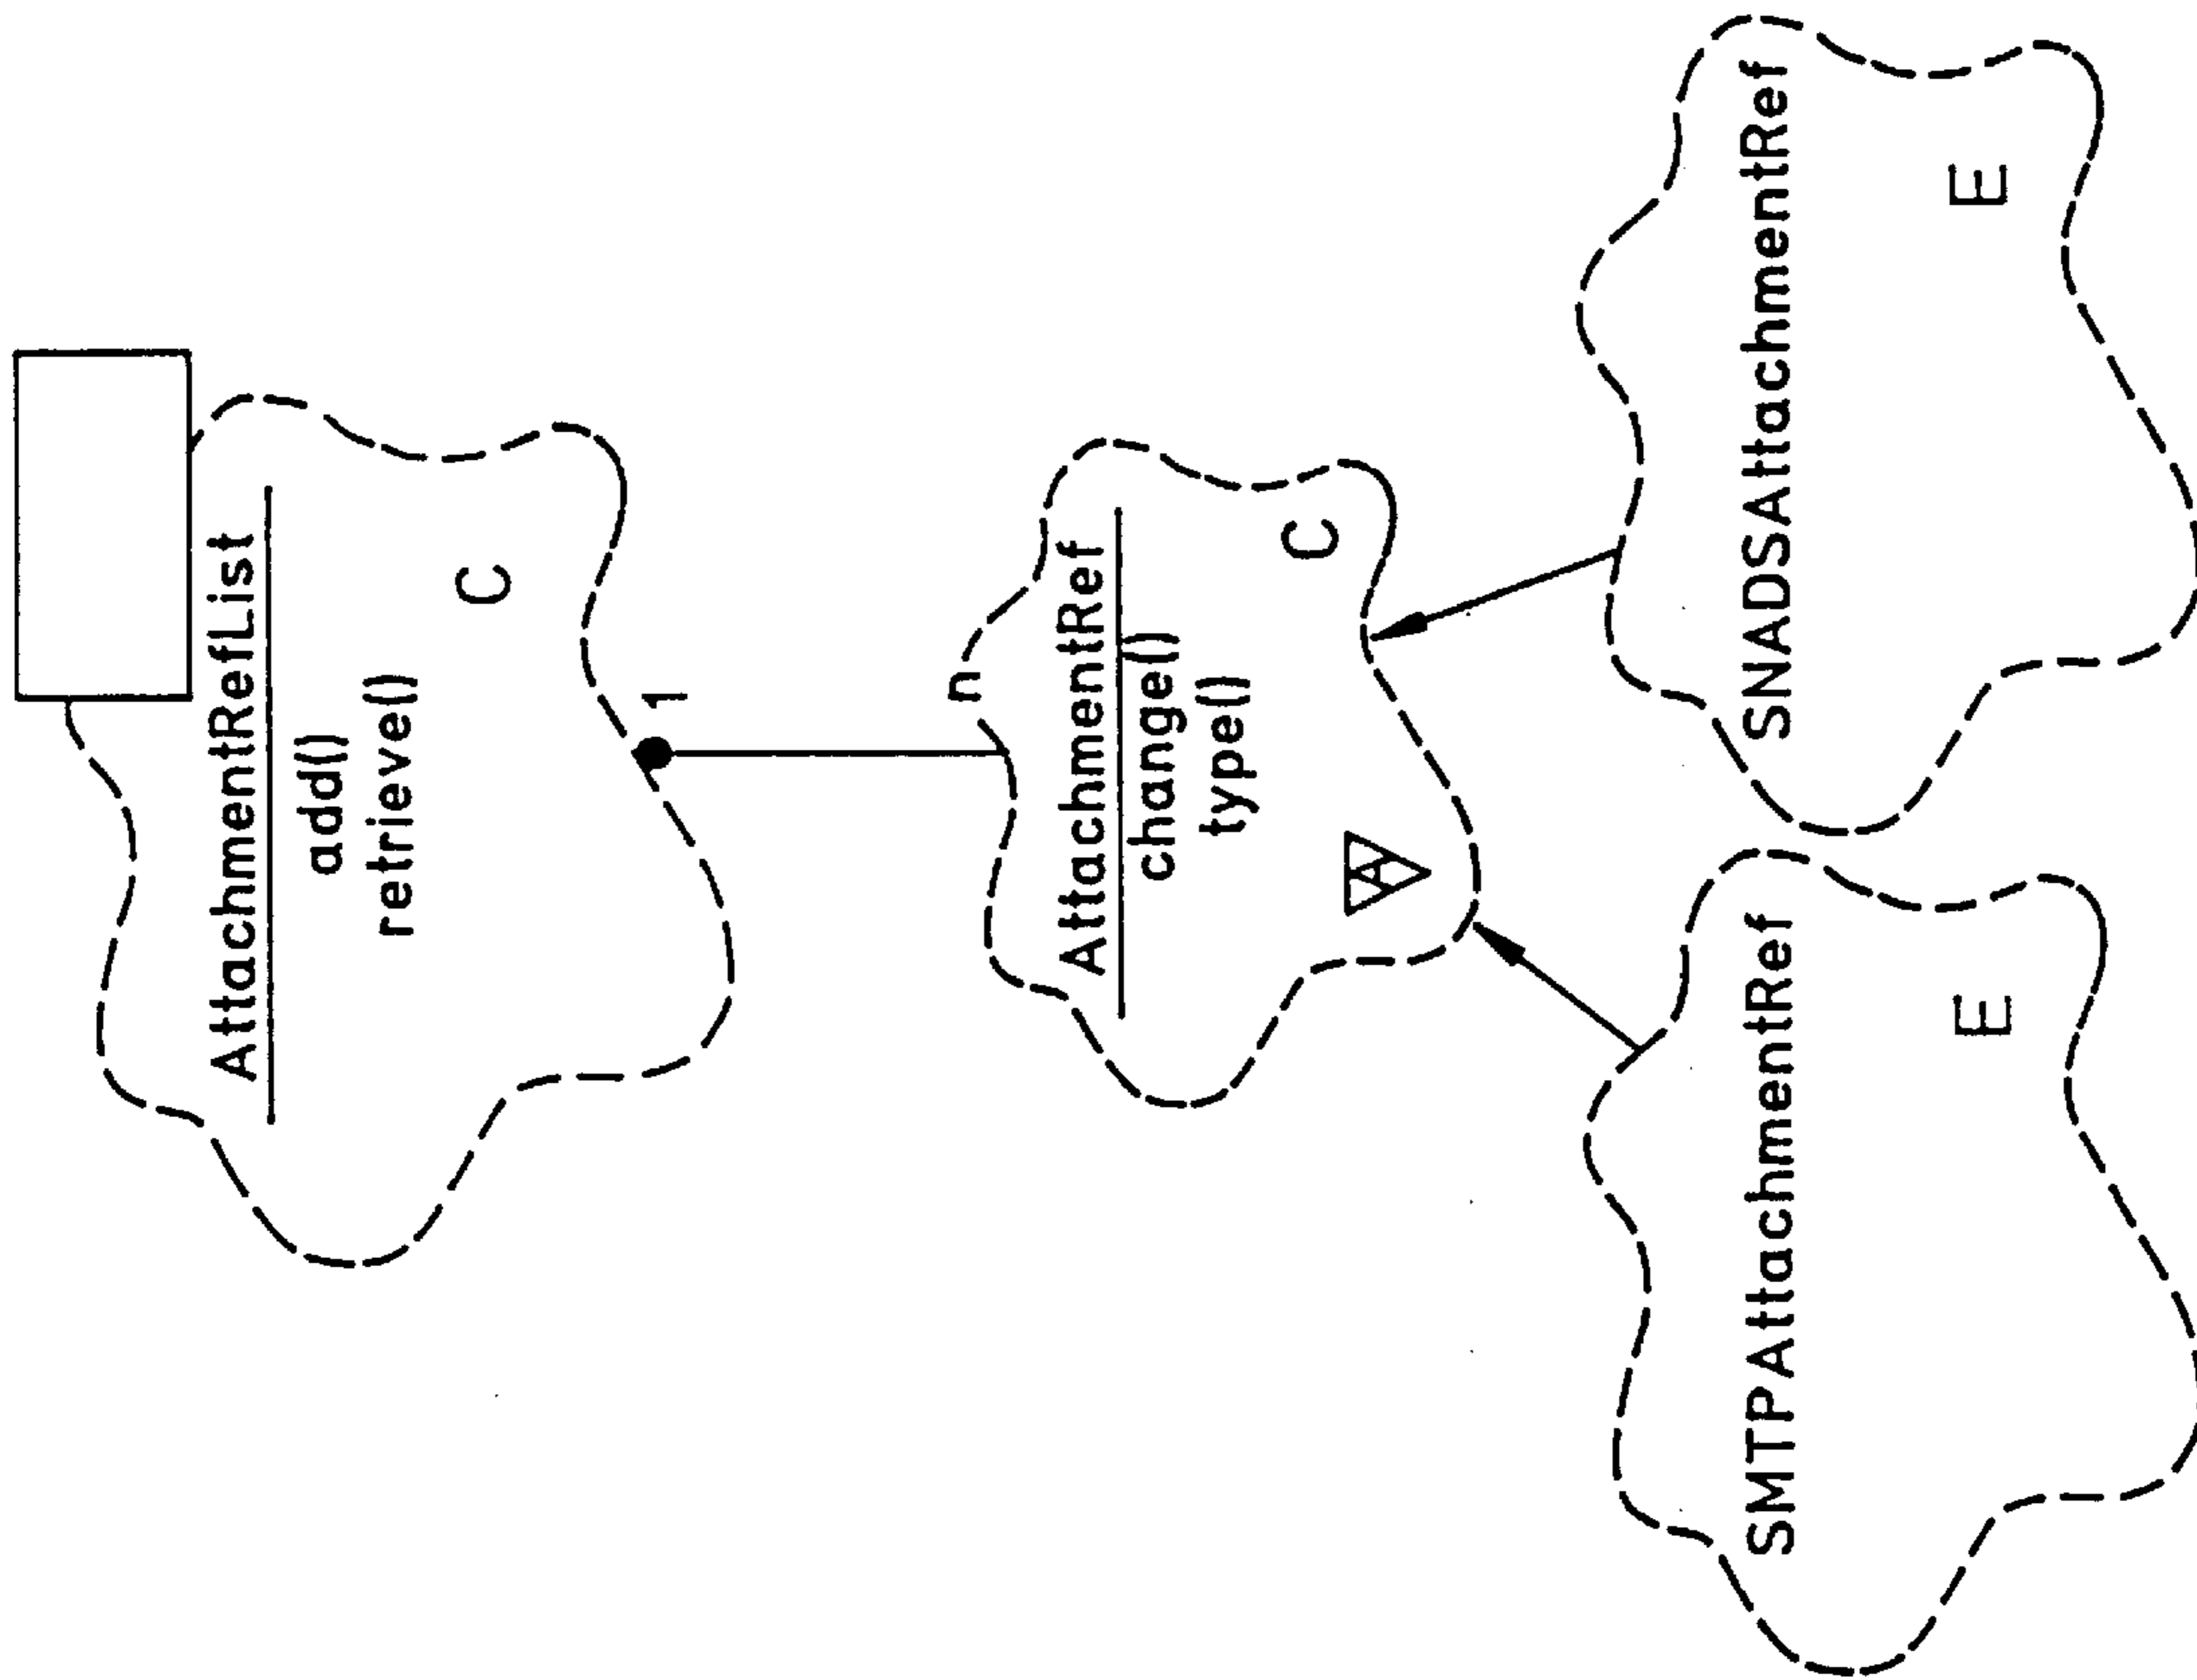 AttachmentRefList
add()
retrieve()
C
1
n
AttachmentRef
change()
type()
A
C
SMTPAttachmentRef
E
SNADSAttachmentRef
E